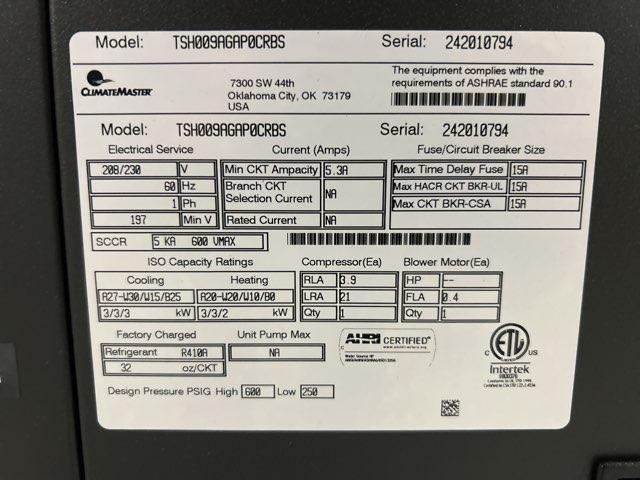 Model: TSH009AGAP0CRBS Serial: 242010794
CLIMATEMASTER
7300 SW 44th
Oklahoma City, OK 73179
USA
The equipment complies with the
requirements of ASHRAE standard 90.1
Model: TSH009AGAP0CRBS Serial: 242010794
Electrical Service Current (Amps) Fuse/Circuit Breaker Size
208/230 V Min CKT Ampacity 5.3A Max Time Delay Fuse 15A
60 Hz Branch CKT Selection Current NA Max HACR CKT BKR-UL 15A
1 Ph Max CKT BKR-CSA 15A
197 Min V Rated Current NA
SCCR 5 KA 600 VMAX
ISO Capacity Ratings Compressor(Ea) Blower Motor(Ea)
Cooling Heating RLA 3.9 HP --
A27-W30/W15/B25 A20-W20/W10/B0 LRA 21 FLA 0.4
3/3/3 kW 3/3/2 kW Qty 1 Qty 1
Factory Charged Unit Pump Max
Refrigerant R410A NA
32 oz/CKT
AHRI CERTIFIED
www.ahridirectory.org
Water Source HP
C ETL US
Intertek
Design Pressure PSIG High 600 Low 250